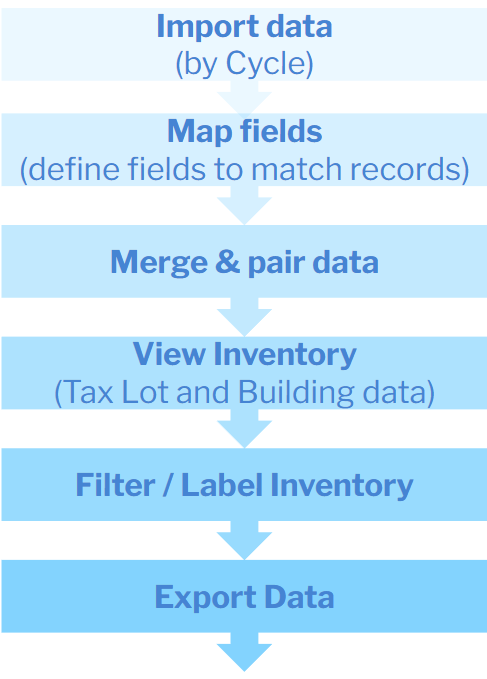 Import data
(by Cycle)
Map fields
(define fields to match records)
Merge & pair data
View Inventory
(Tax Lot and Building data)
Filter / Label Inventory
Export Data